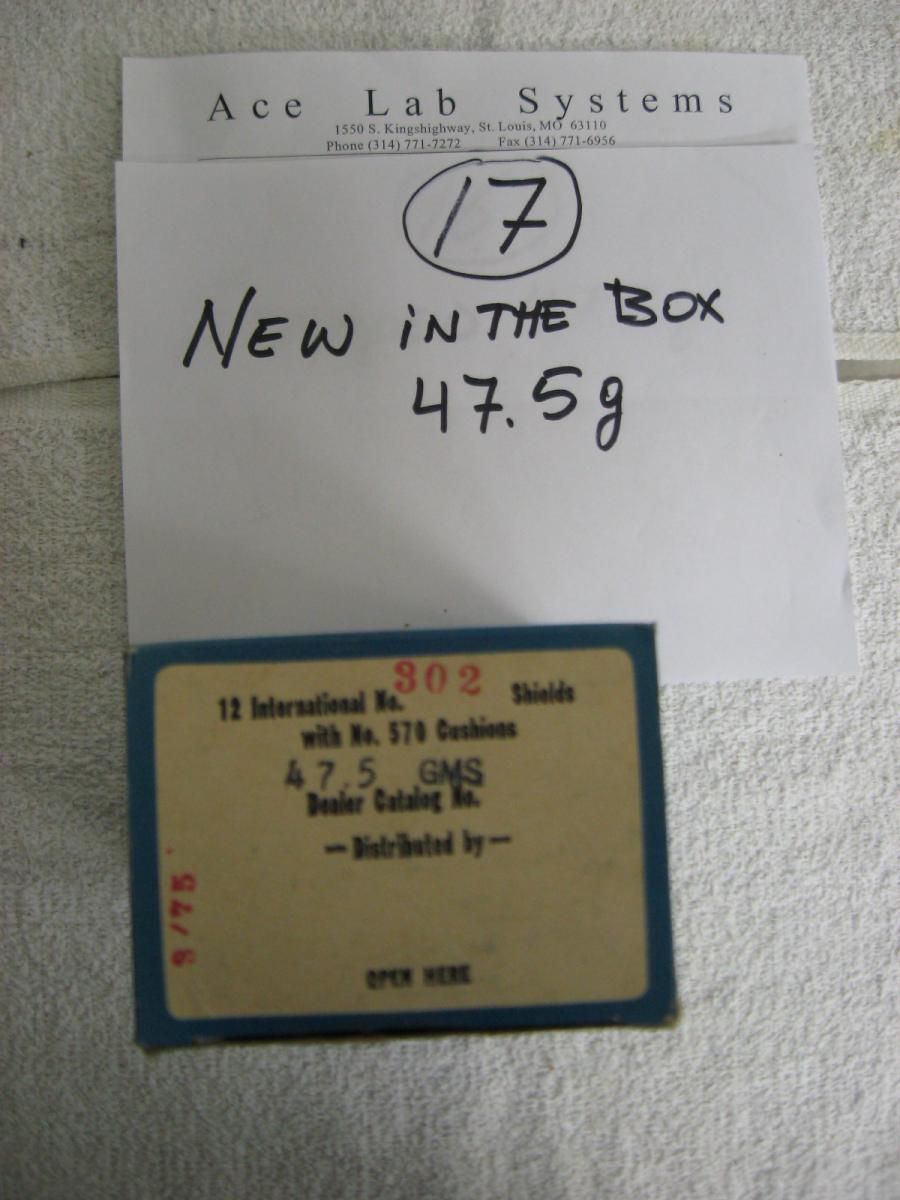 Ace Lab Systems
1550 S. Kingshighway, St. Louis, MO 63110
Phone (314) 771-7272 Fax (314) 771-6956
17
NEW iN THE BOX
47.5g
12 International No. 302 Shields
with No. 570 Cushions
47.5 GMS
Dealer Catalog No.
— Distributed by —
9/75
OPEN HERE